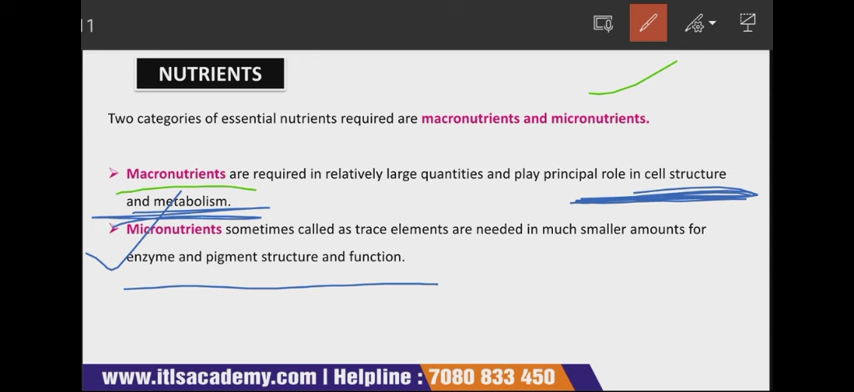 11
NUTRIENTS
Two categories of essential nutrients required are macronutrients and micronutrients.
➢ Macronutrients are required in relatively large quantities and play principal role in cell structure
and metabolism.
➢ Micronutrients sometimes called as trace elements are needed in much smaller amounts for
enzyme and pigment structure and function.
www.itlsacademy.com | Helpline : 7080 833 450